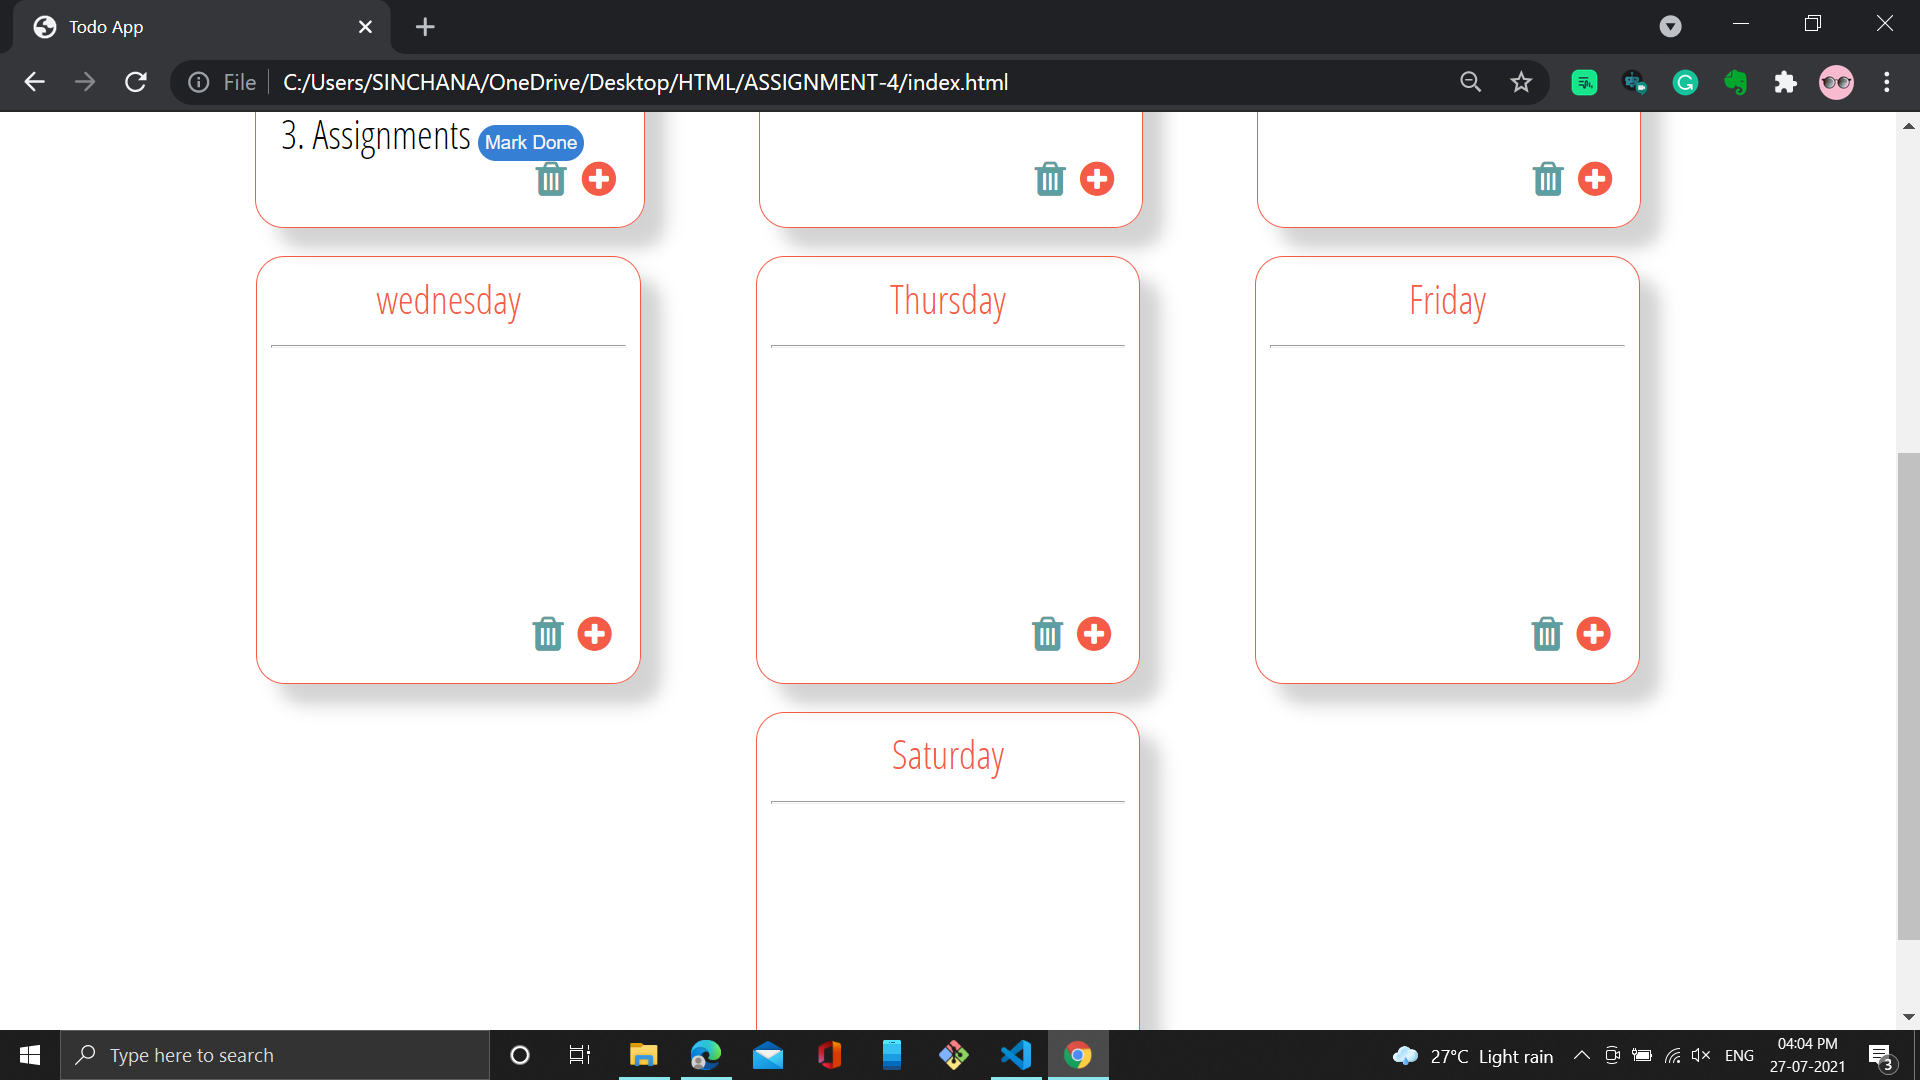 Todo App
File
C:/Users/SINCHANA/OneDrive/Desktop/HTML/ASSIGNMENT-4/index.html
3. Assignments Mark Done
wednesday
Thursday
Friday
Saturday
Type here to search
27°C Light rain
ENG
04:04 PM
27-07-2021
3